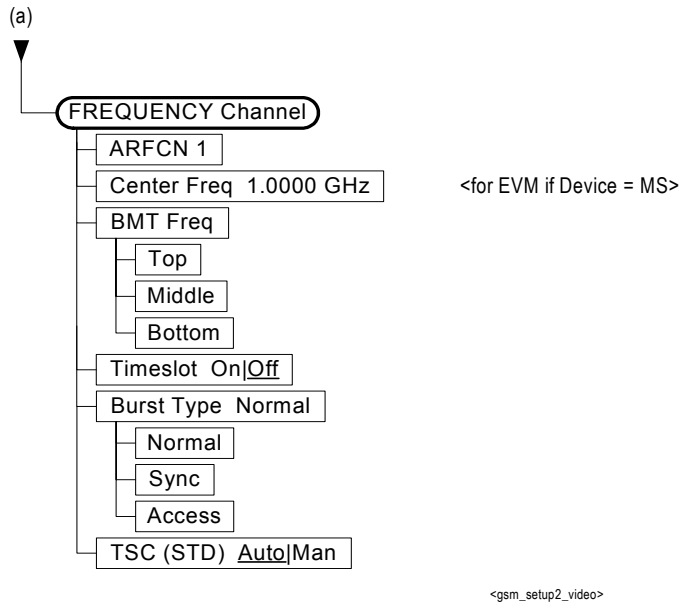 (a)
FREQUENCY Channel
ARFCN 1
Center Freq 1.0000 GHz <for EVM if Device = MS>
BMT Freq
Top
Middle
Bottom
Timeslot On|Off
Burst Type Normal
Normal
Sync
Access
TSC (STD) Auto|Man
<gsm_setup2_video>